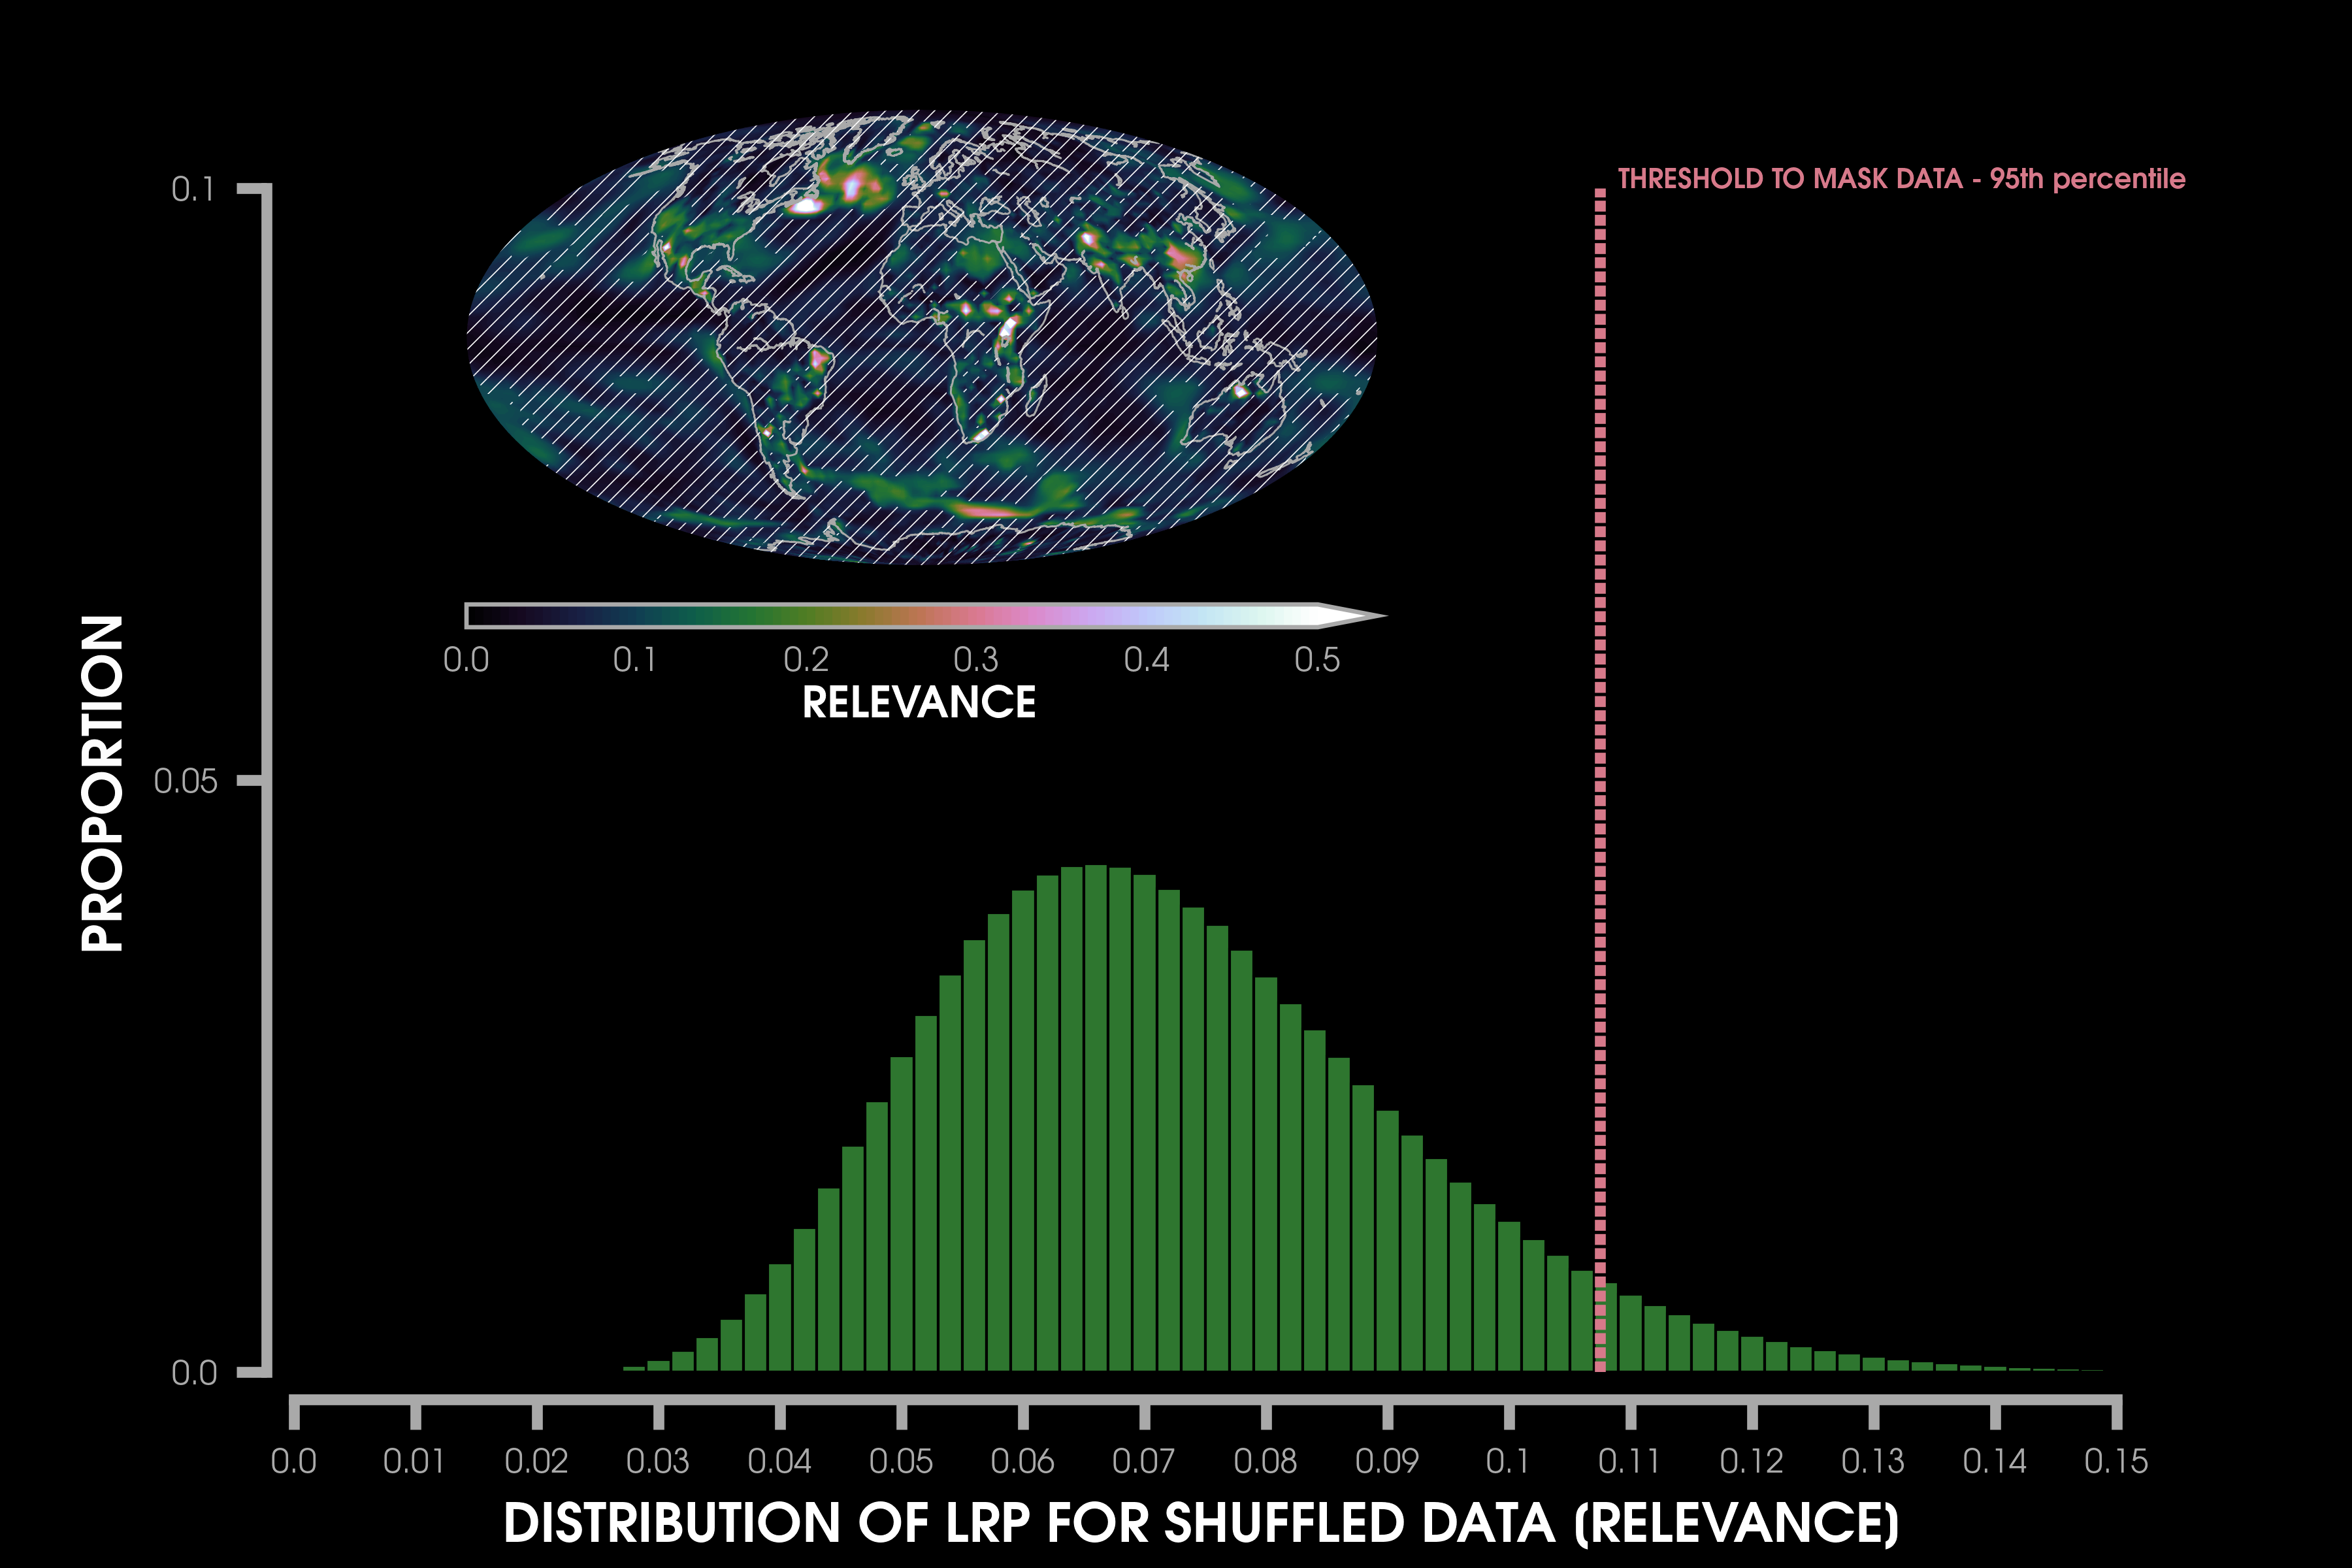 THRESHOLD TO MASK DATA - 95th percentile
0.1
0.05
0.0
PROPORTION
0.0 0.1 0.2 0.3 0.4 0.5
RELEVANCE
0.0 0.01 0.02 0.03 0.04 0.05 0.06 0.07 0.08 0.09 0.1 0.11 0.12 0.13 0.14 0.15
DISTRIBUTION OF LRP FOR SHUFFLED DATA (RELEVANCE)